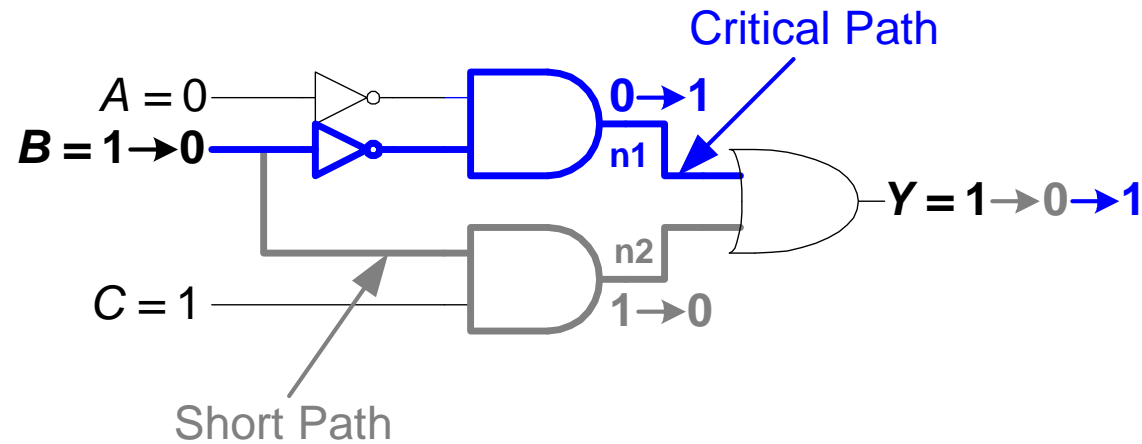 Critical Path
A = 0
0→1
B = 1→0
n1
Y = 1→0→1
n2
C = 1
1→0
Short Path